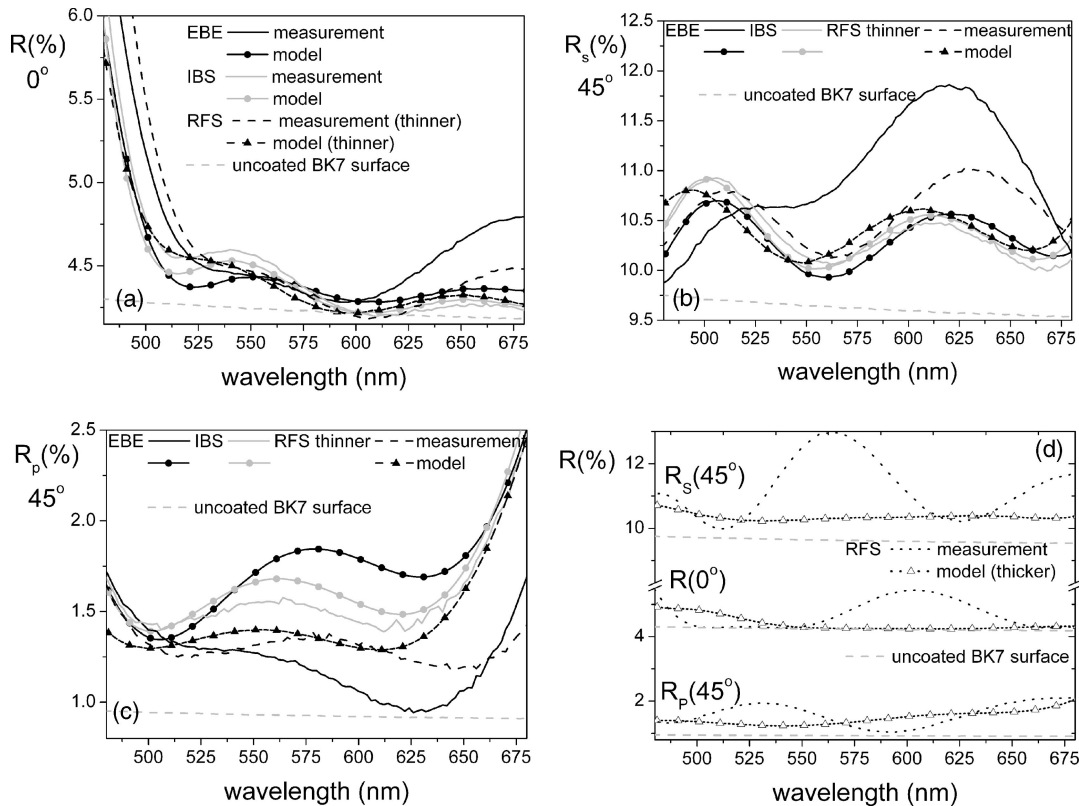 6.0
R(%)
0°
5.5
5.0
4.5
EBE measurement
model
IBS measurement
model
RFS measurement (thinner)
model (thinner)
uncoated BK7 surface
(a)
500 525 550 575 600 625 650 675
wavelength (nm)
(b)
Rs(%)
45°
12.5
12.0
11.5
11.0
10.5
10.0
9.5
EBE IBS RFS thinner measurement
model
uncoated BK7 surface
(b)
500 525 550 575 600 625 650 675
wavelength (nm)
Rp(%)
45°
2.5
2.0
1.5
1.0
EBE IBS RFS thinner measurement
model
uncoated BK7 surface
(c)
500 525 550 575 600 625 650 675
wavelength (nm)
R(%)
12
10
4
2
(d)
RS(45°)
RFS measurement
model (thicker)
R(0°)
uncoated BK7 surface
RP(45°)
500 525 550 575 600 625 650 675
wavelength (nm)